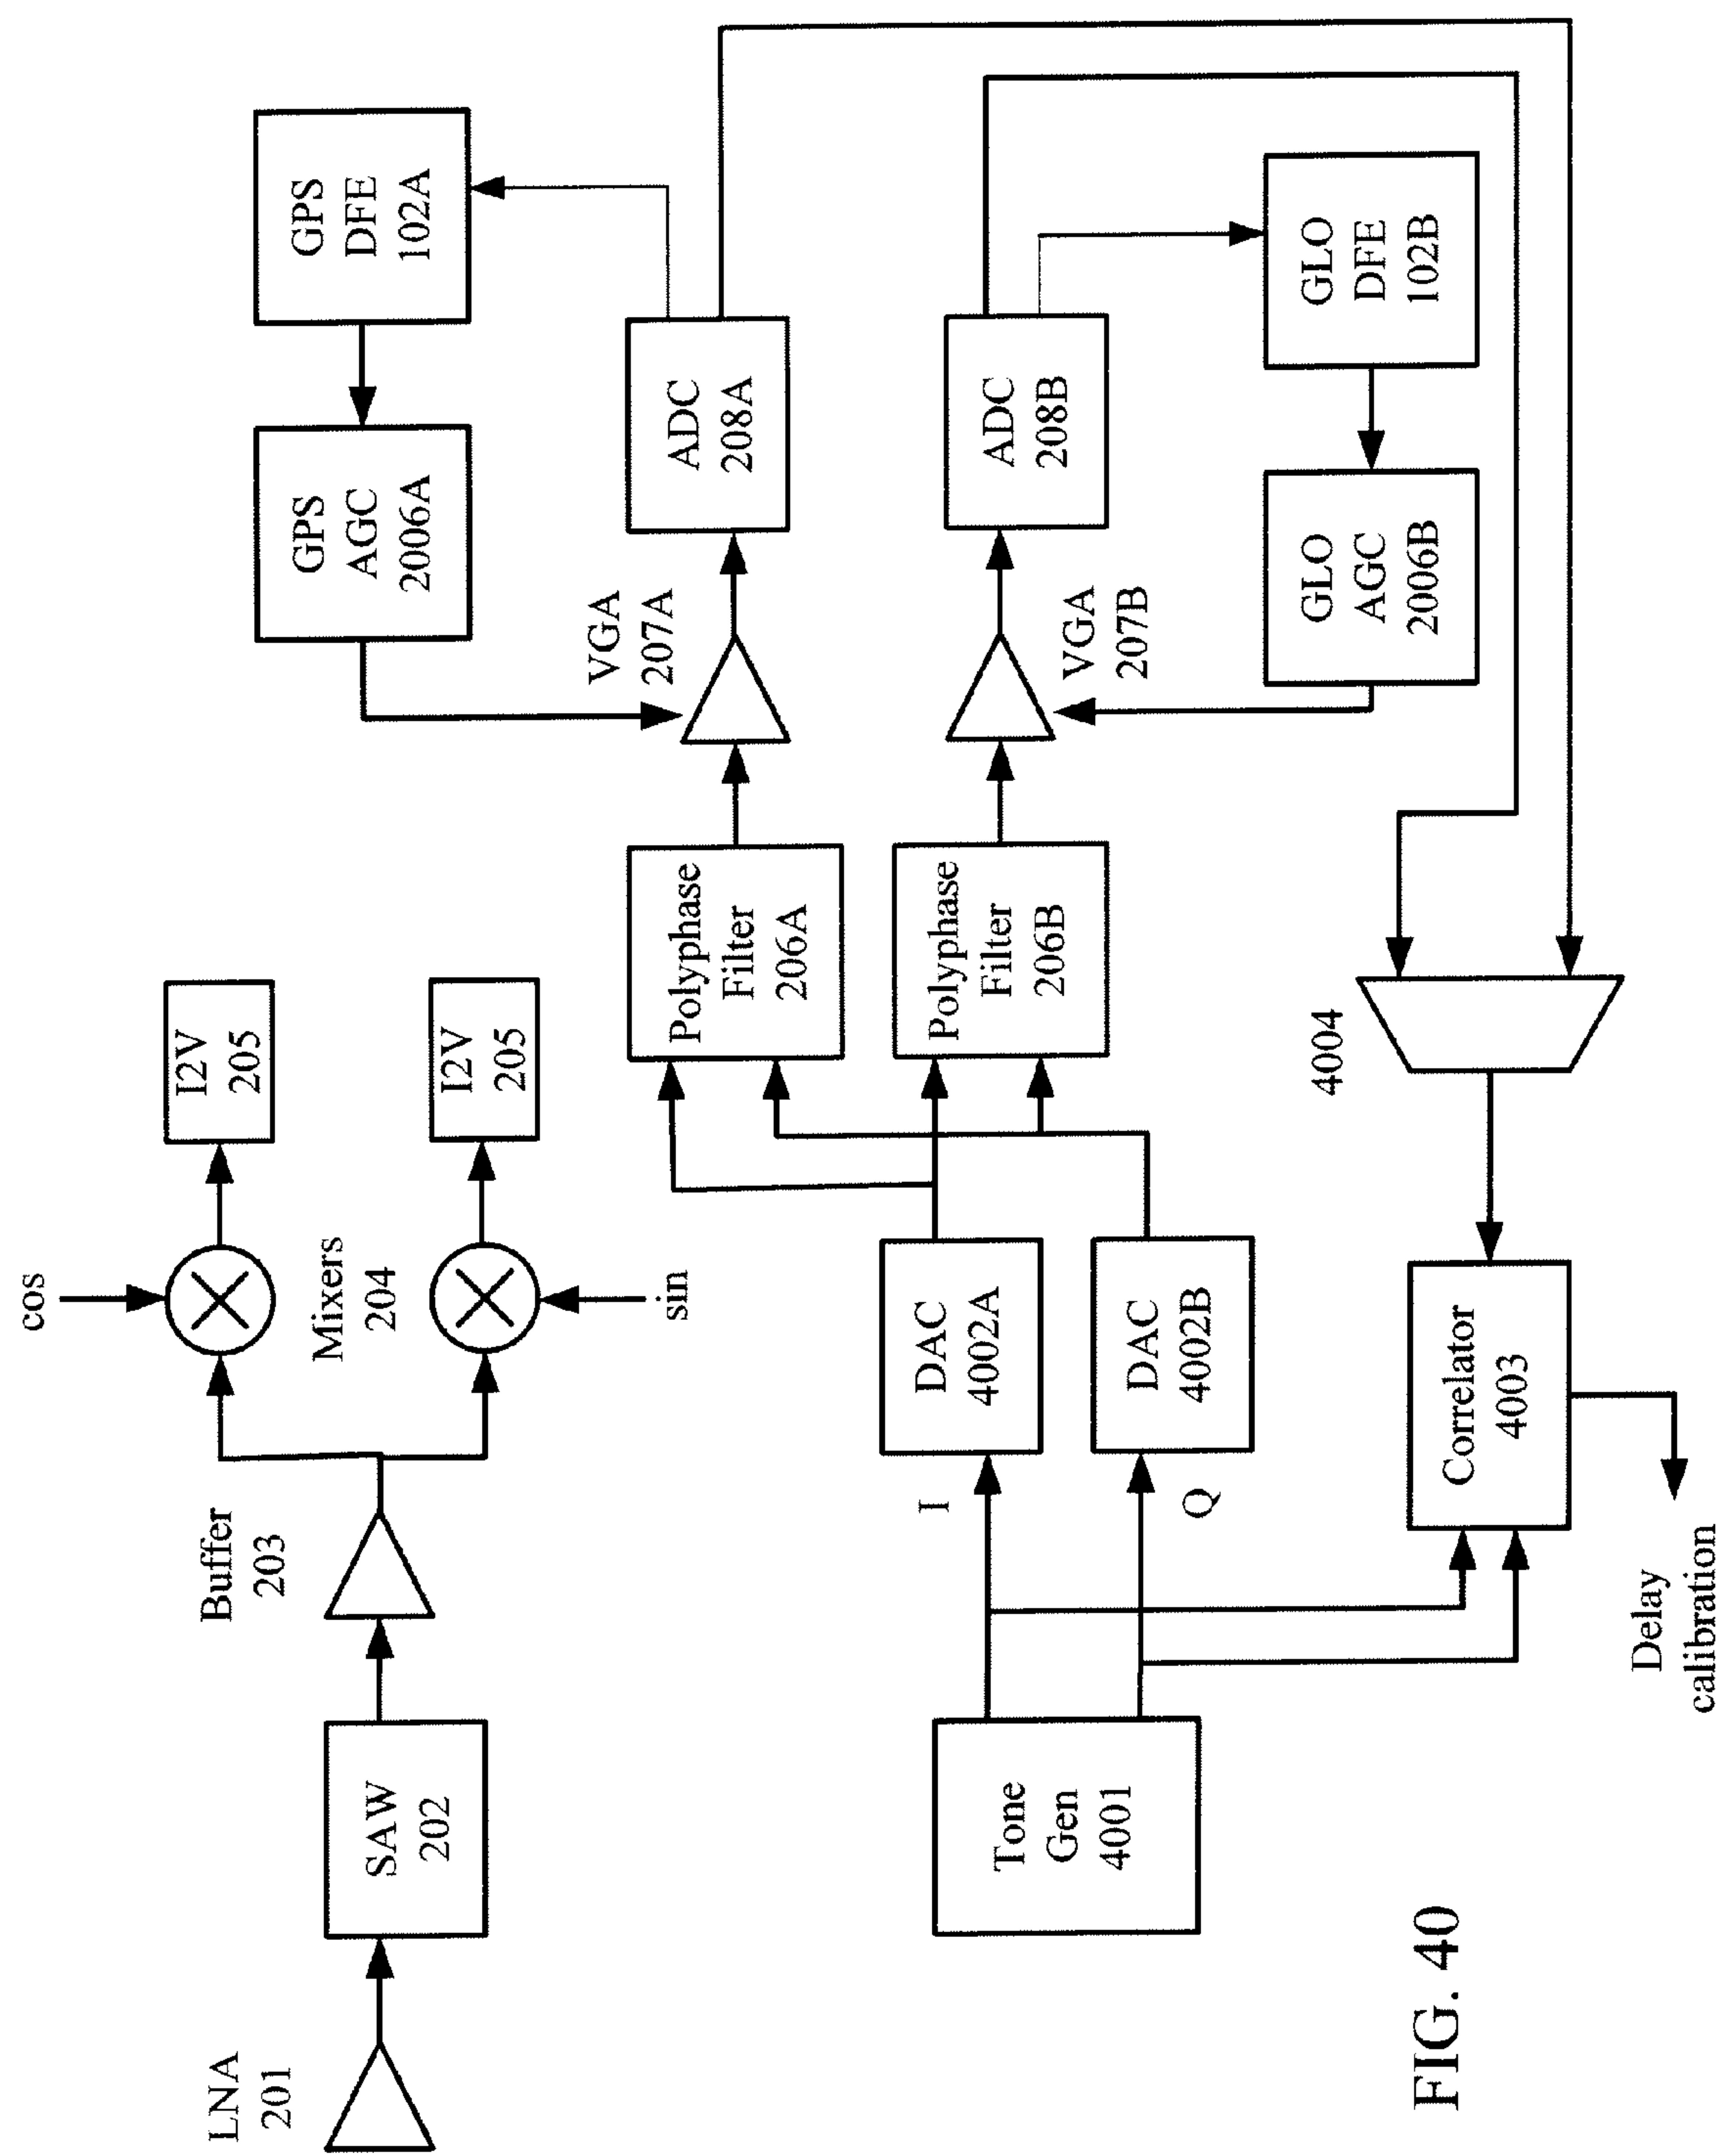 LNA
201
SAW
202
Buffer
203
cos
Mixers
204
sin
I2V
205
I2V
205
GPS
AGC
2006A
GPS
DFE
102A
VGA
207A
ADC
208A
Polyphase
Filter
206A
Polyphase
Filter
206B
VGA
207B
ADC
208B
GLO
AGC
2006B
GLO
DFE
102B
Tone
Gen
4001
I
Q
DAC
4002A
DAC
4002B
4004
Correlator
4003
Delay
calibration
FIG. 40